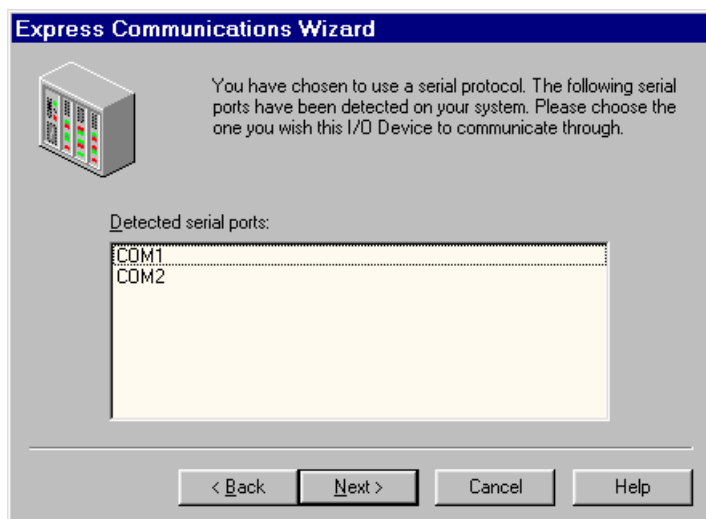 Express Communications Wizard
You have chosen to use a serial protocol. The following serial
ports have been detected on your system. Please choose the
one you wish this I/O Device to communicate through.
Detected serial ports:
COM1
COM2
< Back
Next >
Cancel
Help